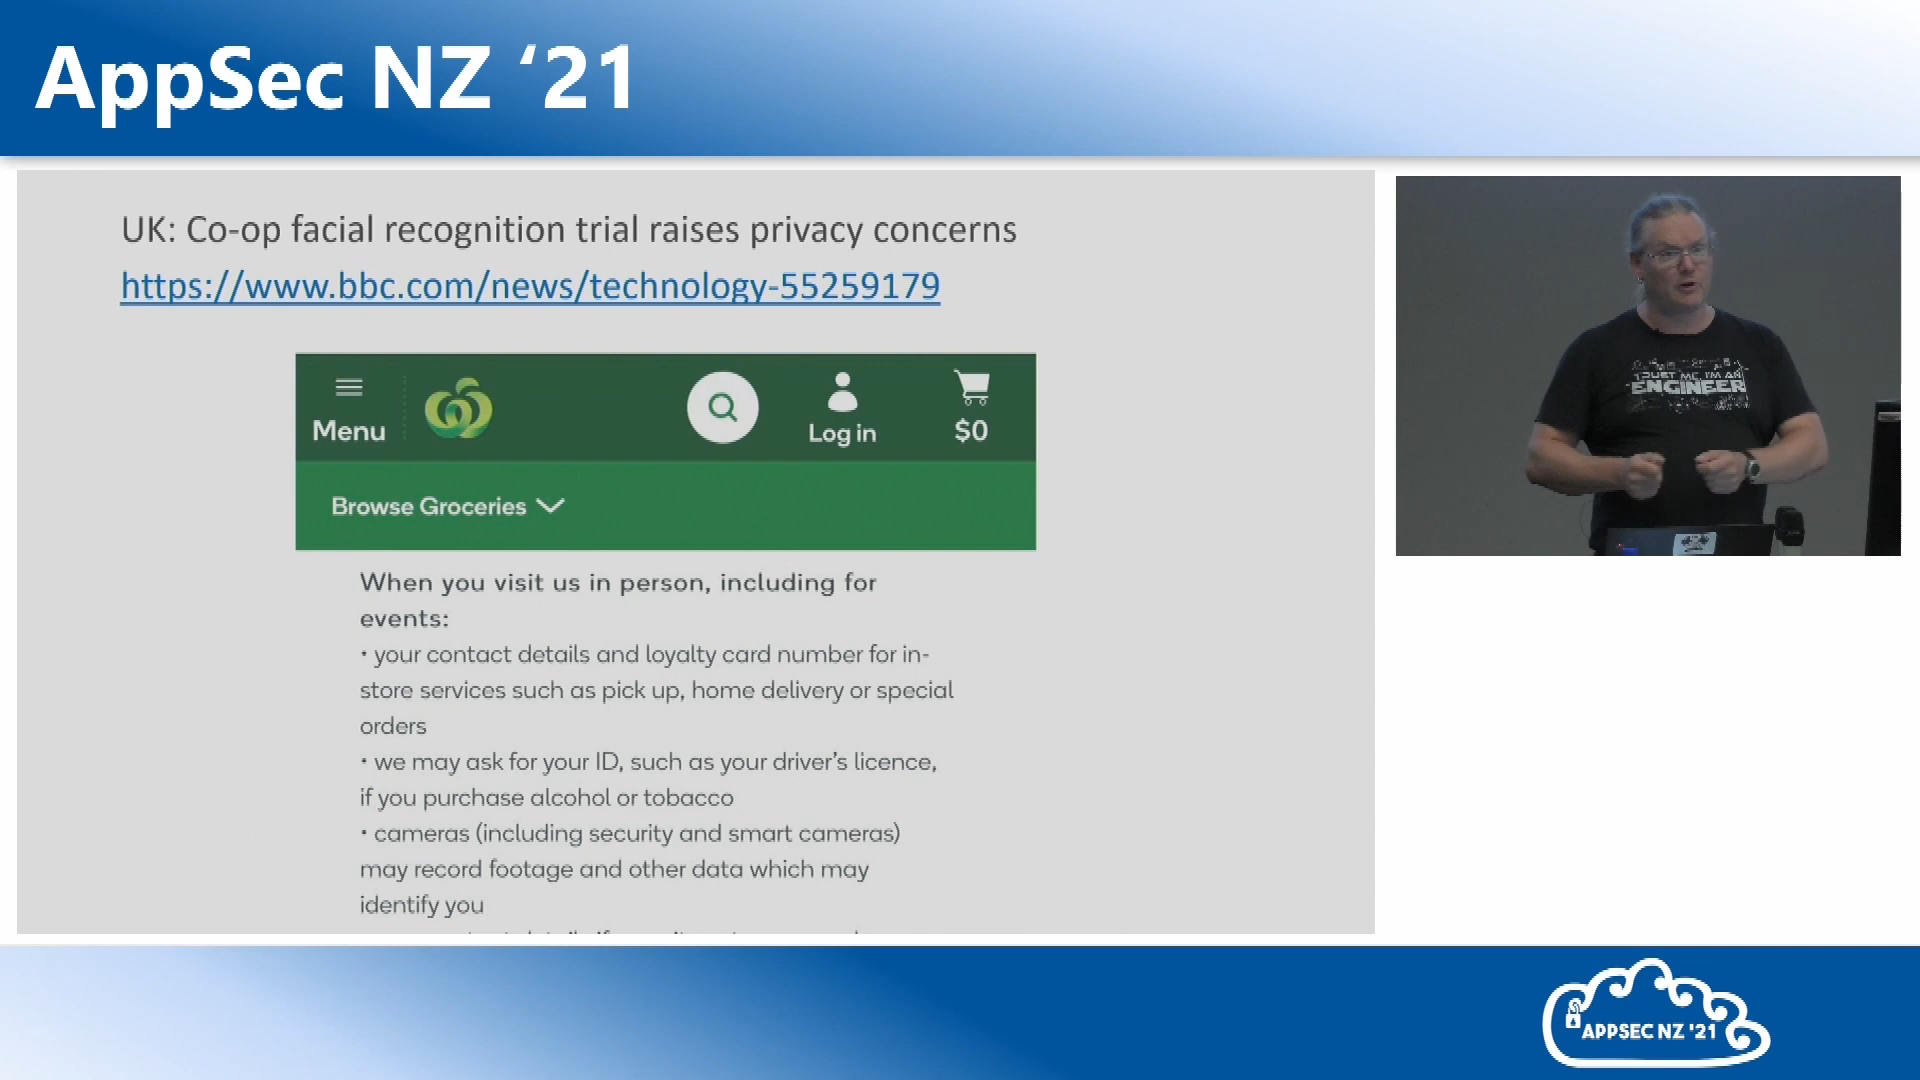 AppSec NZ ‘21
UK: Co-op facial recognition trial raises privacy concerns
https://www.bbc.com/news/technology-55259179
Menu
Log in
$0
Browse Groceries
When you visit us in person, including for
events:
• your contact details and loyalty card number for in-
store services such as pick up, home delivery or special
orders
• we may ask for your ID, such as your driver’s licence,
if you purchase alcohol or tobacco
• cameras (including security and smart cameras)
may record footage and other data which may
identify you
TRUST ME, I'M AN
ENGINEER
APPSEC NZ '21